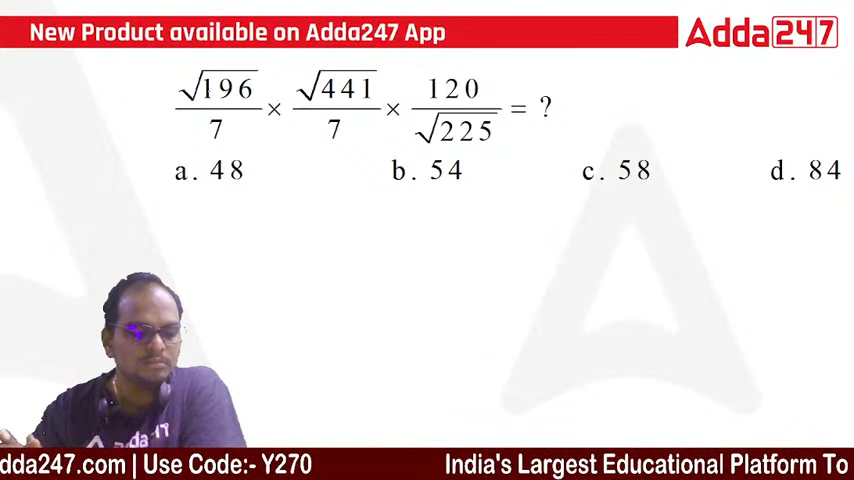 New Product available on Adda247 App
Adda247
√196/7 × √441/7 × 120/√225 = ?
a. 48 b. 54 c. 58 d. 84
dda247.com | Use Code:- Y270 India's Largest Educational Platform To